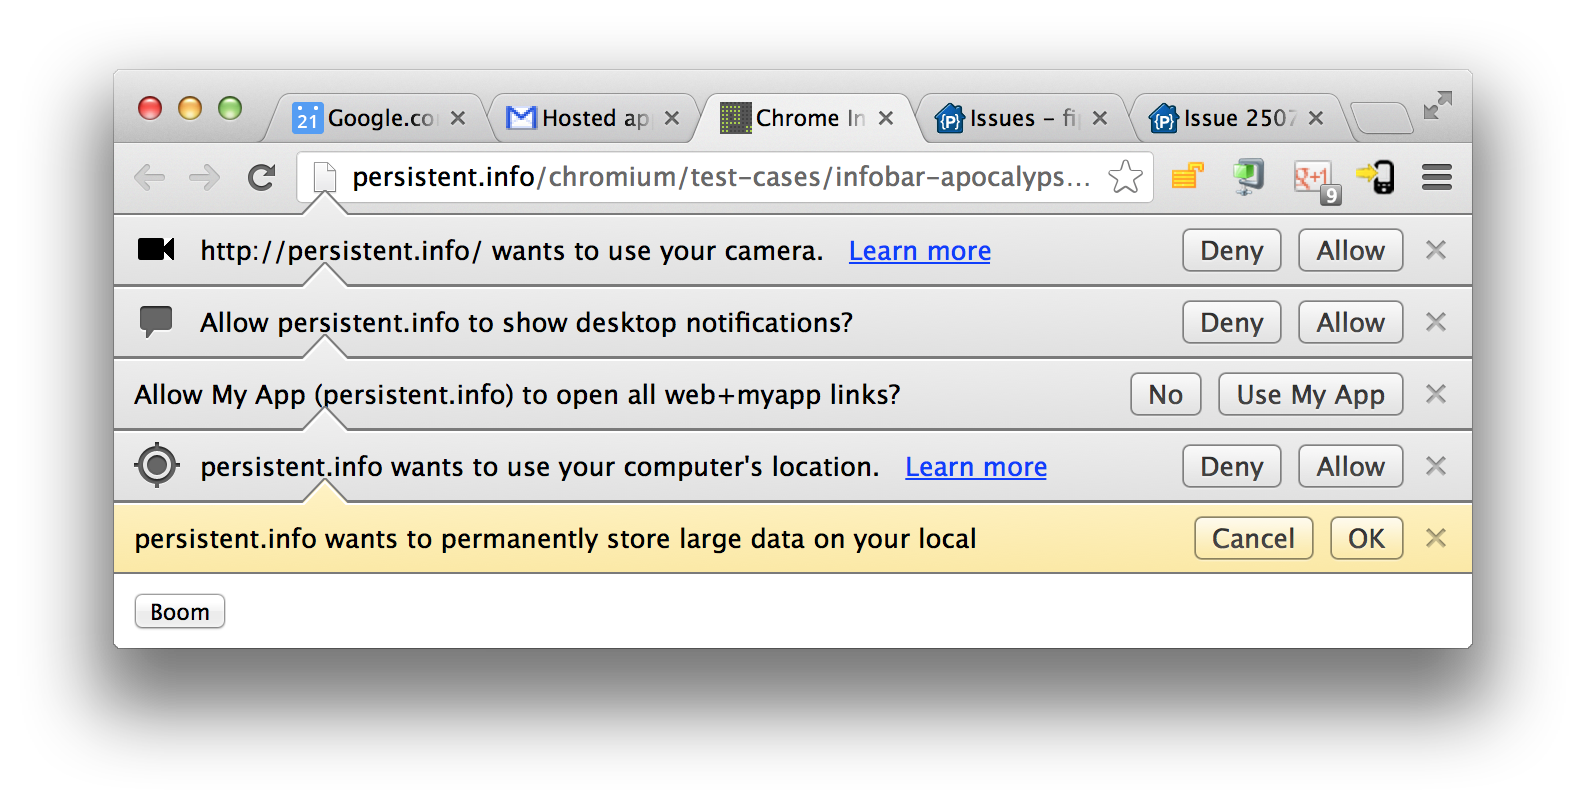 21 Google.co Hosted ap Chrome In Issues – fi Issue 2507
persistent.info/chromium/test-cases/infobar-apocalyps... g+1 9
http://persistent.info/ wants to use your camera. Learn more Deny Allow
Allow persistent.info to show desktop notifications? Deny Allow
Allow My App (persistent.info) to open all web+myapp links? No Use My App
persistent.info wants to use your computer's location. Learn more Deny Allow
persistent.info wants to permanently store large data on your local Cancel OK
Boom